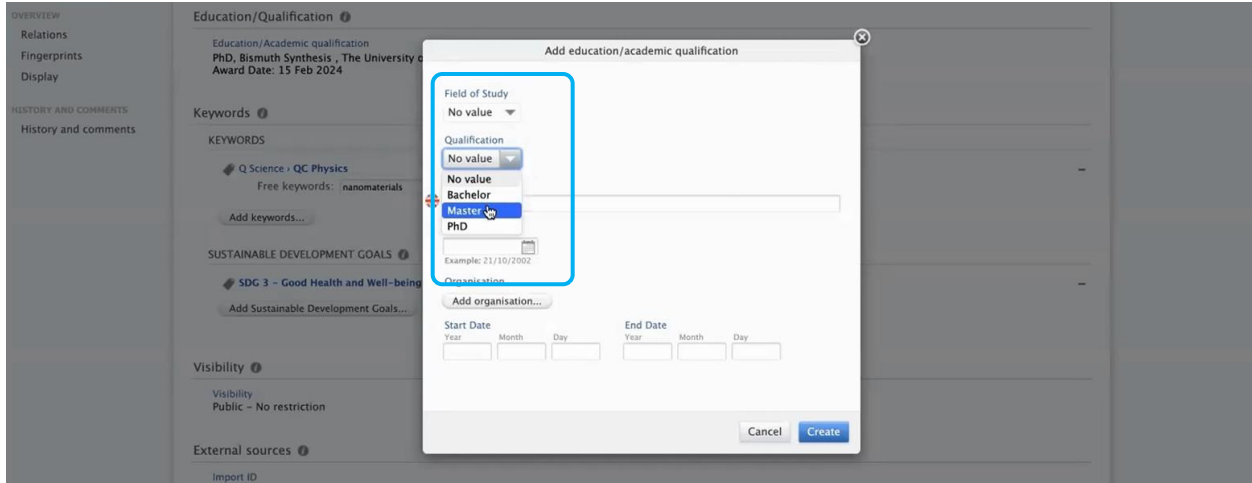 OVERVIEW
Relations
Fingerprints
Display
HISTORY AND COMMENTS
History and comments
Education/Qualification
Education/Academic qualification
PhD, Bismuth Synthesis , The University
Award Date: 15 Feb 2024
Keywords
KEYWORDS
Q Science › QC Physics
Free keywords: nanomaterials
Add keywords...
SUSTAINABLE DEVELOPMENT GOALS
SDG 3 – Good Health and Well-being
Add Sustainable Development Goals...
Visibility
Visibility
Public – No restriction
External sources
Import ID
Add education/academic qualification
Field of Study
No value
Qualification
No value
No value
Bachelor
Master
PhD
Example: 21/10/2002
Organisation
Add organisation...
Start Date End Date
Year Month Day Year Month Day
Cancel Create